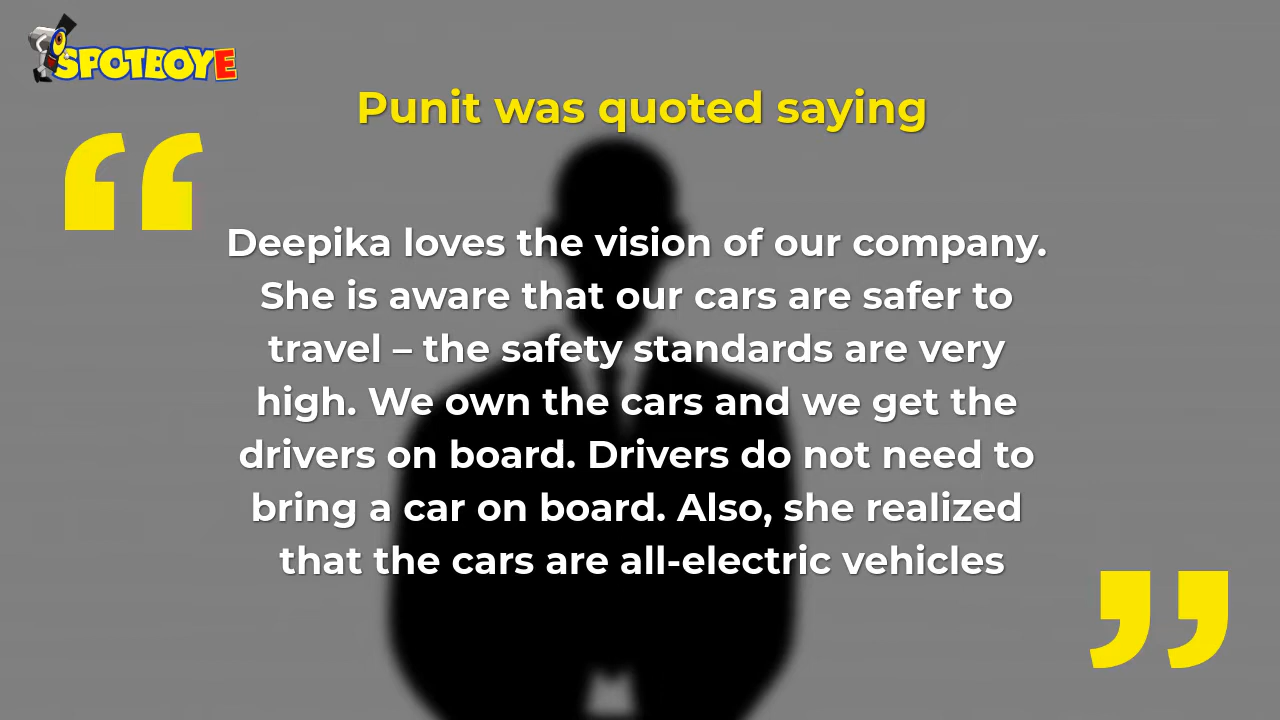 SPOTBOYE
Punit was quoted saying
“
Deepika loves the vision of our company.
She is aware that our cars are safer to
travel – the safety standards are very
high. We own the cars and we get the
drivers on board. Drivers do not need to
bring a car on board. Also, she realized
that the cars are all-electric vehicles
”